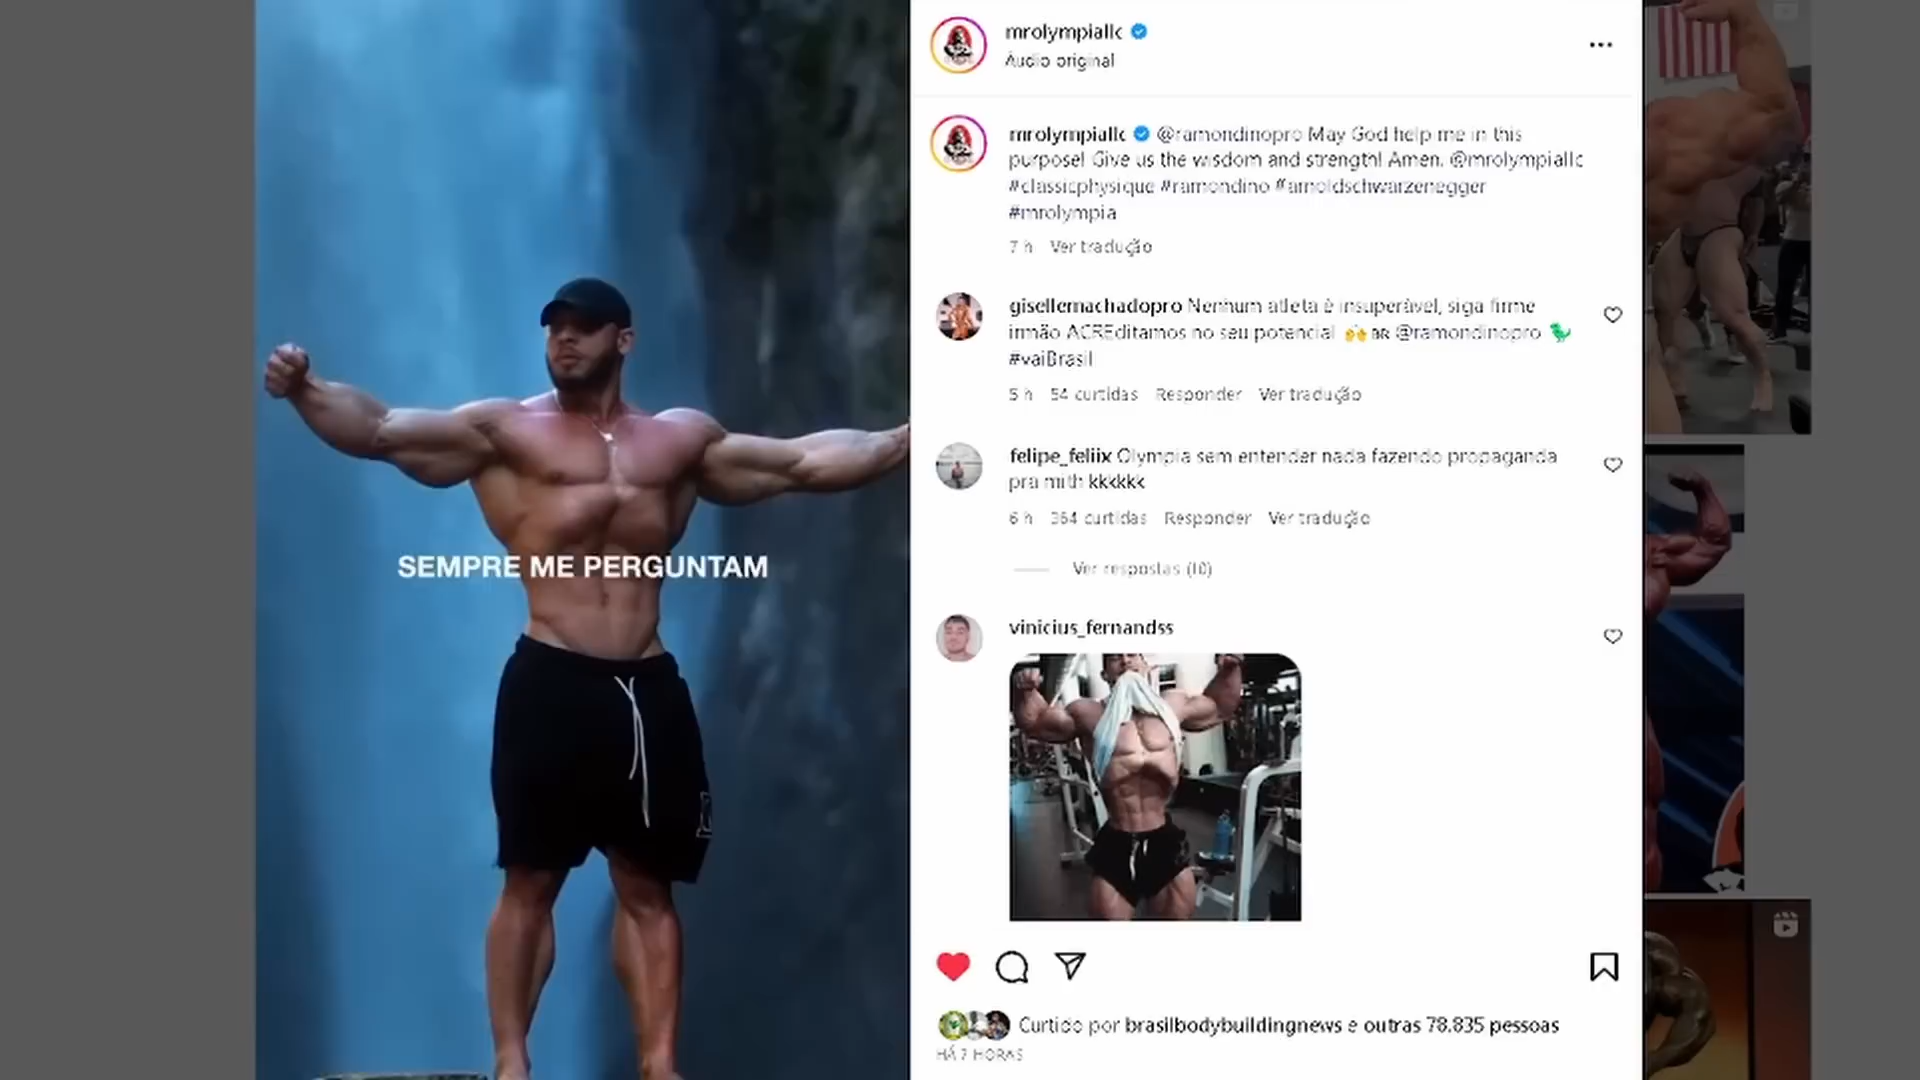 SEMPRE ME PERGUNTAM
mrolympiallc
Áudio original
mrolympiallc @ramondinopro May God help me in this
purpose! Give us the wisdom and strength! Amen. @mrolympiallc
#classicphysique #ramondino #arnoldschwarzenegger
#mrolympia
7 h Ver tradução
gisellemachadopro Nenhum atleta é insuperável, siga firme
irmão ACREditamos no seu potencial 🙌 BR @ramondinopro 🦖
#vaiBrasil
5 h 54 curtidas Responder Ver tradução
felipe_feliix Olympia sem entender nada fazendo propaganda
pra mith kkkkkk
6 h 364 curtidas Responder Ver tradução
Ver respostas (10)
vinicius_fernandss
Curtido por brasilbodybuildingnews e outras 78.835 pessoas
HÁ 7 HORAS